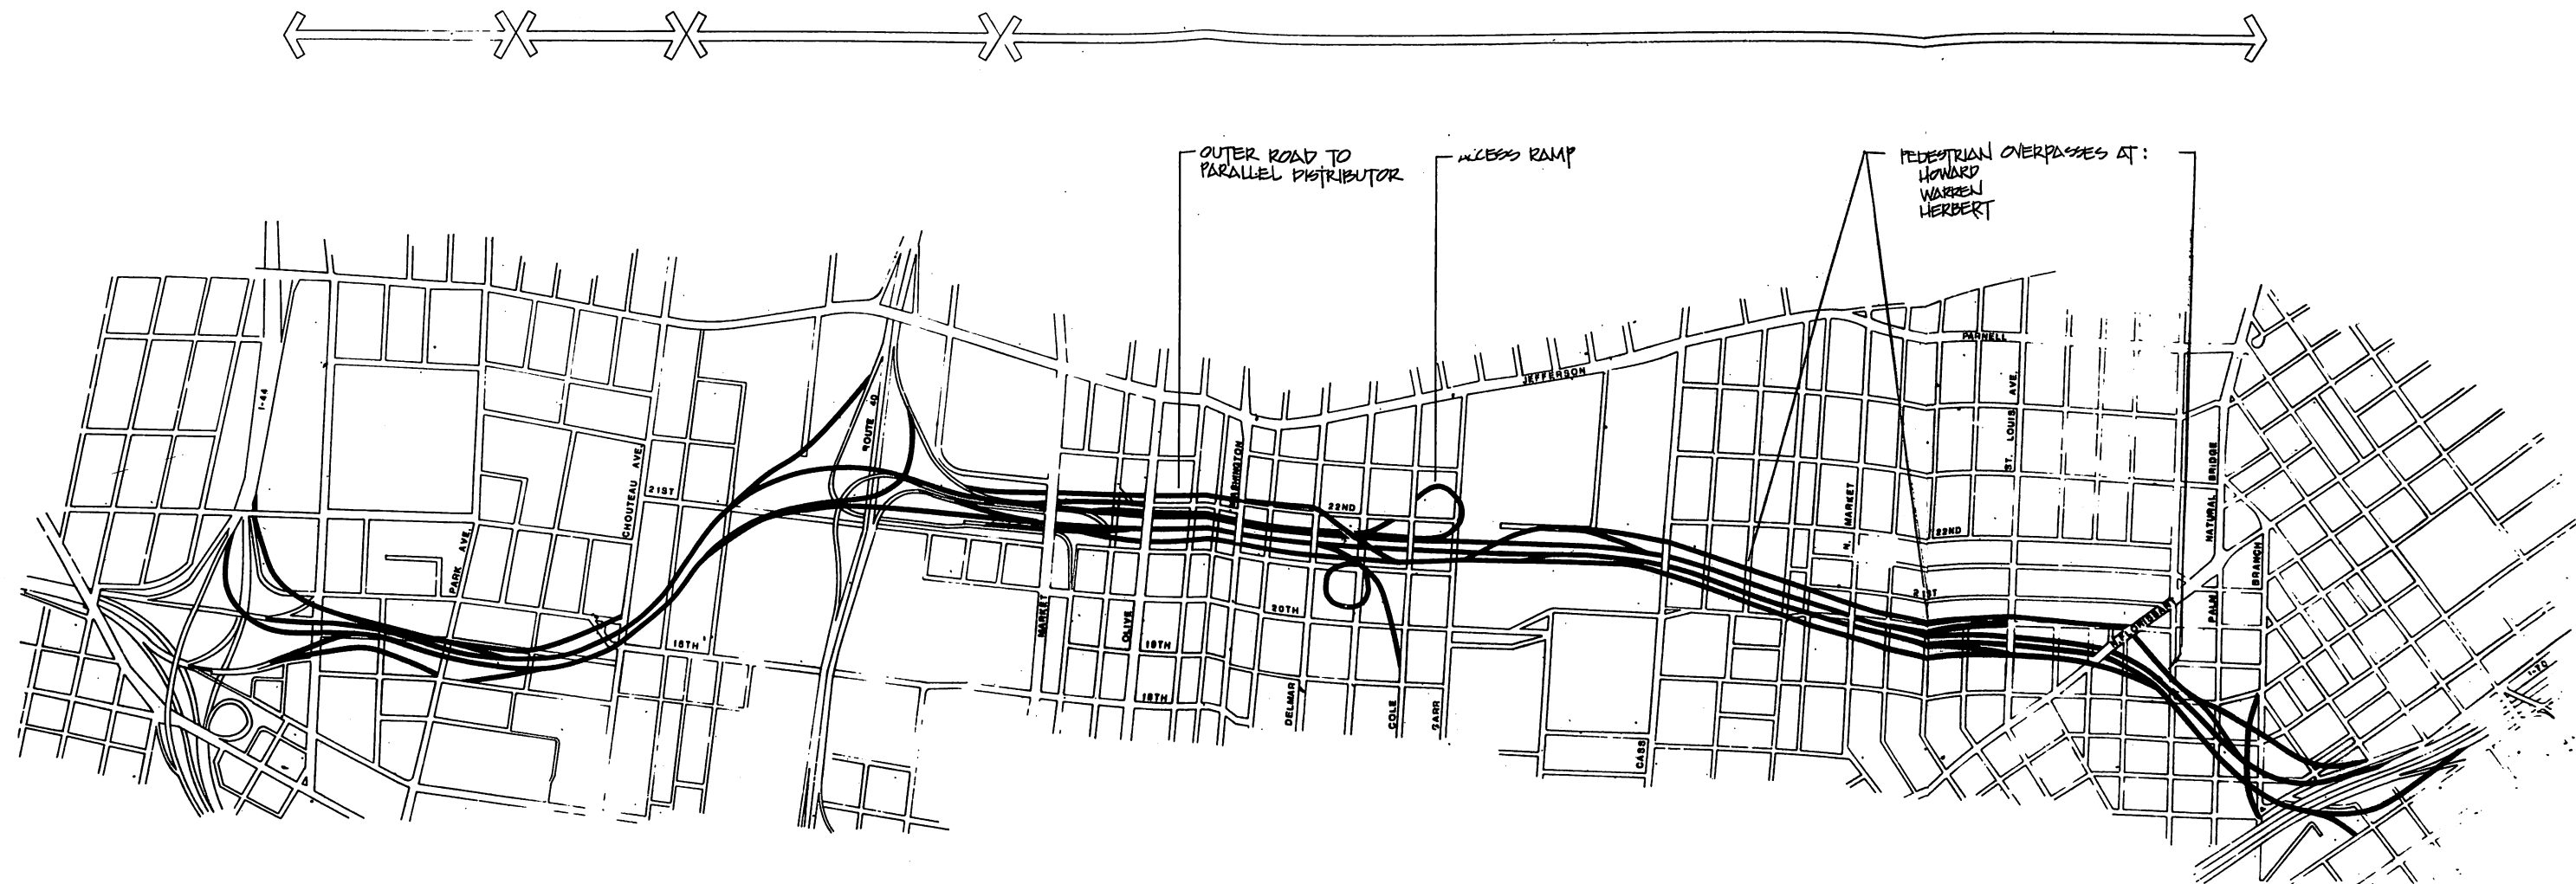 OUTER ROAD TO
PARALLEL DISTRIBUTOR
ACCESS RAMP
PEDESTRIAN OVERPASSES AT:
HOWARD
WARREN
HERBERT
I-44
PARK AVE.
CHOUTEAU AVE.
21ST
18TH
ROUTE 40
MARKET
OLIVE
19TH
18TH
WASHINGTON
22ND
20TH
DELMAR
COLE
CARR
JEFFERSON
CASS
N. MARKET
PARNELL
ST. LOUIS AVE.
22ND
21ST
N. FLORISSANT
NATURAL BRIDGE
PALM
BRANCH
I-70